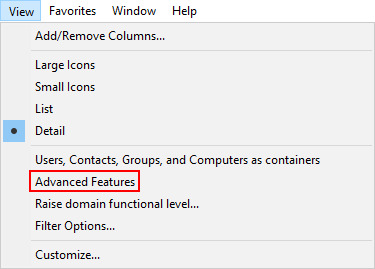 View Favorites Window Help
Add/Remove Columns...
Large Icons
Small Icons
List
Detail
Users, Contacts, Groups, and Computers as containers
Advanced Features
Raise domain functional level...
Filter Options...
Customize...